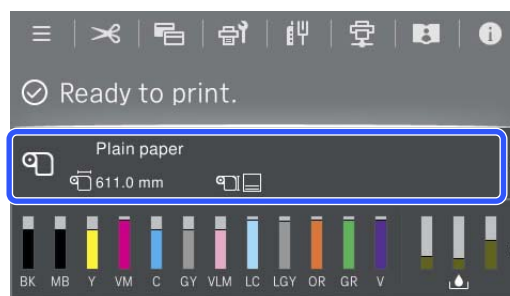 Ready to print.
Plain paper
611.0 mm
BK MB Y VM C GY VLM LC LGY OR GR V